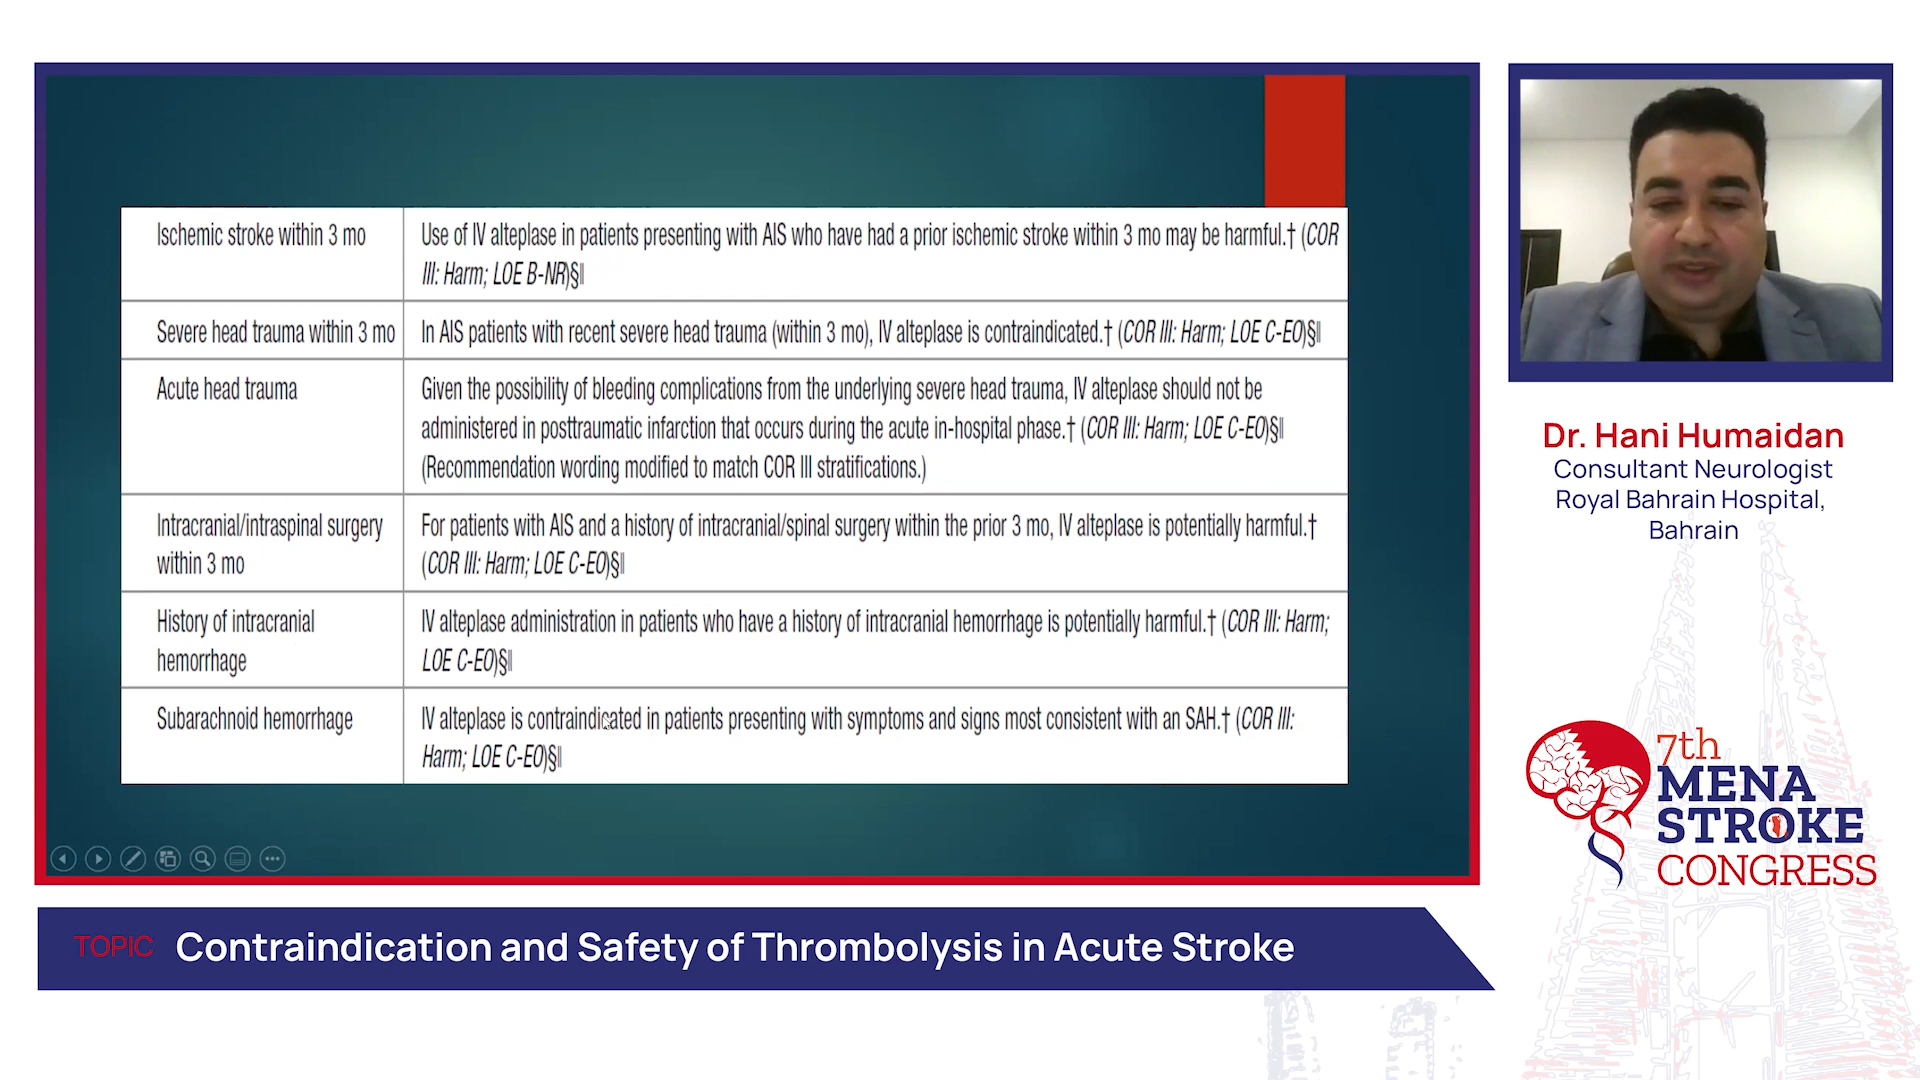 Ischemic stroke within 3 mo
Use of IV alteplase in patients presenting with AIS who have had a prior ischemic stroke within 3 mo may be harmful.† (COR
III: Harm; LOE B-NR)§‖
Severe head trauma within 3 mo
In AIS patients with recent severe head trauma (within 3 mo), IV alteplase is contraindicated.† (COR III: Harm; LOE C-EO)§‖
Acute head trauma
Given the possibility of bleeding complications from the underlying severe head trauma, IV alteplase should not be
administered in posttraumatic infarction that occurs during the acute in-hospital phase.† (COR III: Harm; LOE C-EO)§‖
(Recommendation wording modified to match COR III stratifications.)
Intracranial/intraspinal surgery
within 3 mo
For patients with AIS and a history of intracranial/spinal surgery within the prior 3 mo, IV alteplase is potentially harmful.†
(COR III: Harm; LOE C-EO)§‖
History of intracranial
hemorrhage
IV alteplase administration in patients who have a history of intracranial hemorrhage is potentially harmful.† (COR III: Harm;
LOE C-EO)§‖
Subarachnoid hemorrhage
IV alteplase is contraindicated in patients presenting with symptoms and signs most consistent with an SAH.† (COR III:
Harm; LOE C-EO)§‖
Dr. Hani Humaidan
Consultant Neurologist
Royal Bahrain Hospital,
Bahrain
7th
MENA
STROKE
CONGRESS
TOPIC Contraindication and Safety of Thrombolysis in Acute Stroke